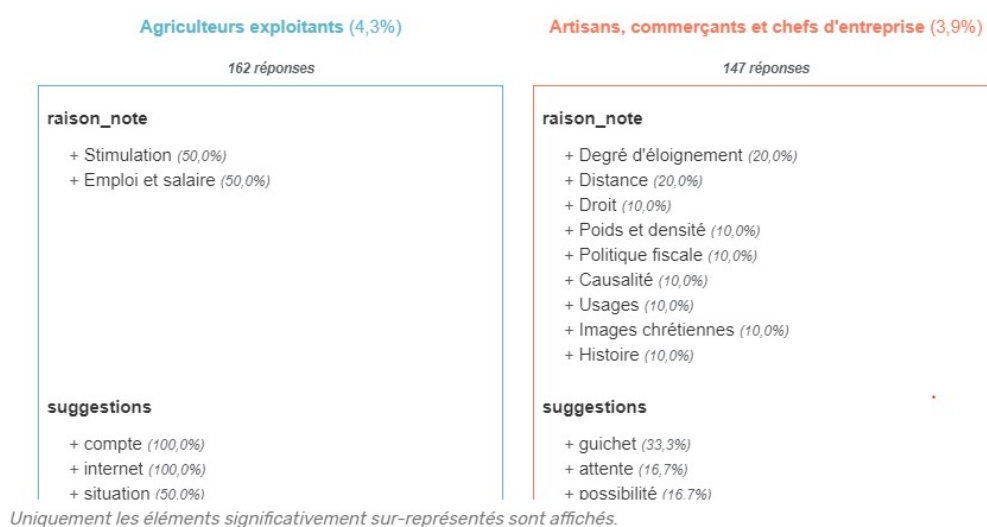 Agriculteurs exploitants (4,3%)
162 réponses
raison_note
+ Stimulation (50,0%)
+ Emploi et salaire (50,0%)
suggestions
+ compte (100,0%)
+ internet (100,0%)
+ situation (50,0%)
Artisans, commerçants et chefs d'entreprise (3,9%)
147 réponses
raison_note
+ Degré d'éloignement (20,0%)
+ Distance (20,0%)
+ Droit (10,0%)
+ Poids et densité (10,0%)
+ Politique fiscale (10,0%)
+ Causalité (10,0%)
+ Usages (10,0%)
+ Images chrétiennes (10,0%)
+ Histoire (10,0%)
suggestions
+ guichet (33,3%)
+ attente (16,7%)
+ possibilité (16,7%)
Uniquement les éléments significativement sur-représentés sont affichés.